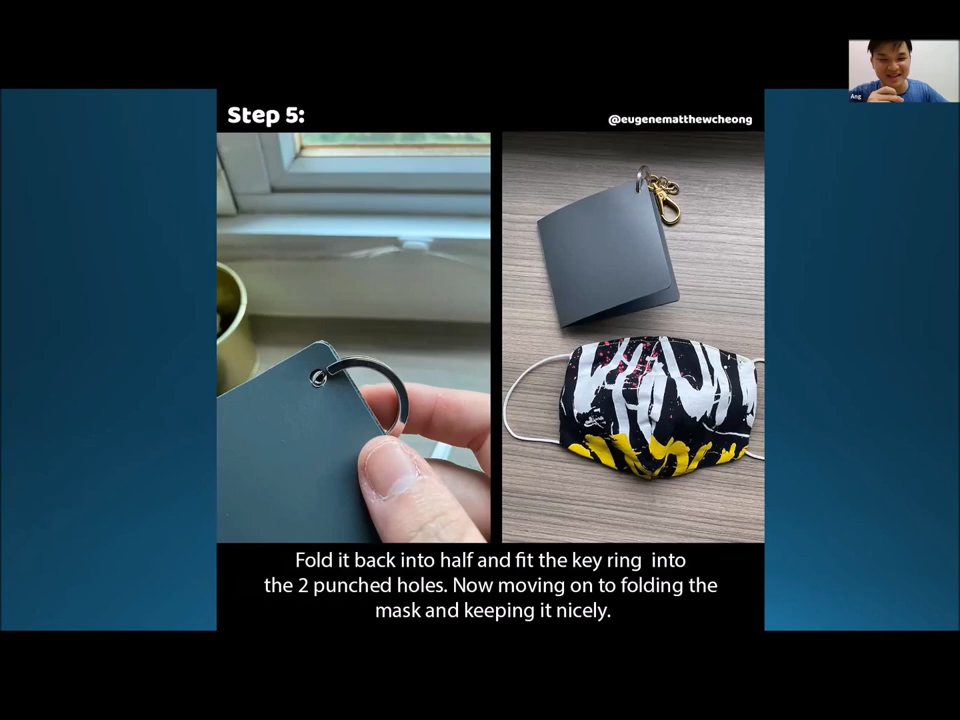 Ang
Step 5:
@eugenematthewcheong
Fold it back into half and fit the key ring into
the 2 punched holes. Now moving on to folding the
mask and keeping it nicely.